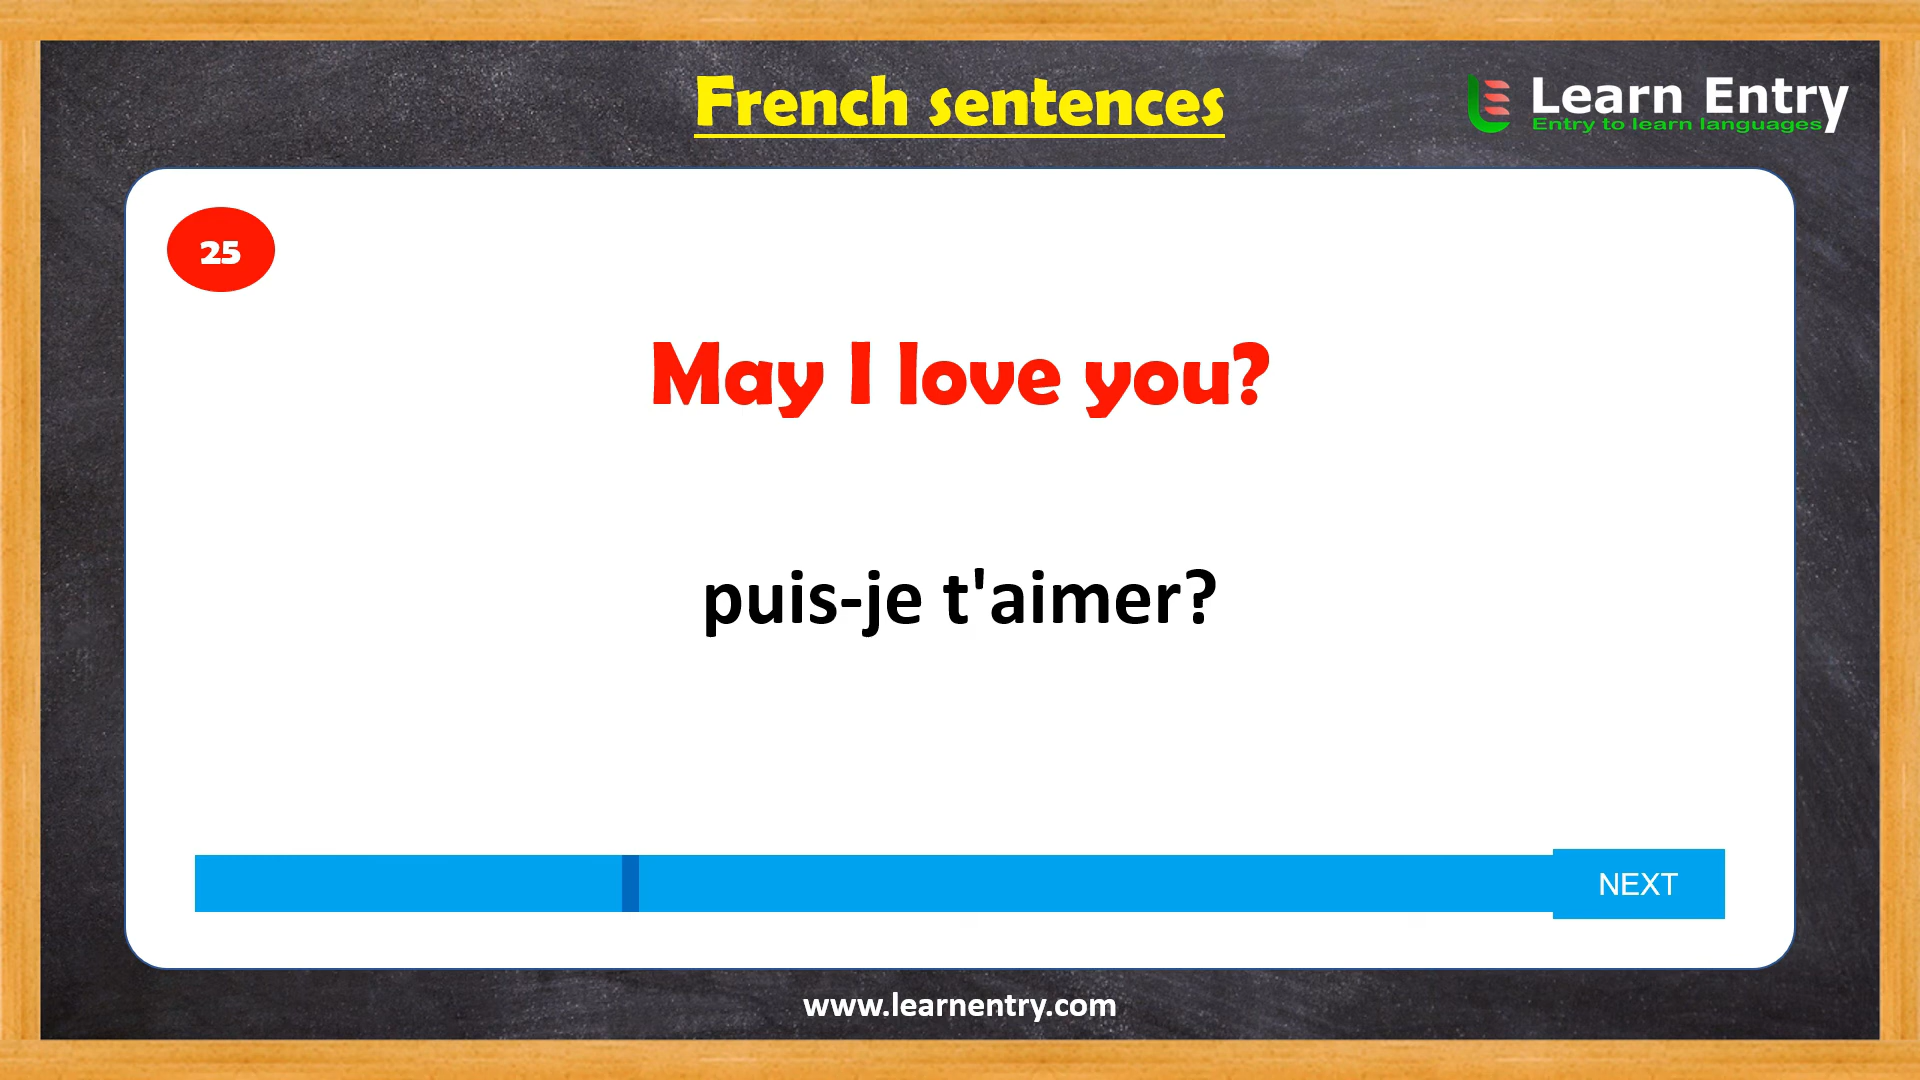 French sentences
Learn Entry
Entry to learn languages
25
May I love you?
puis-je t'aimer?
NEXT
www.learnentry.com